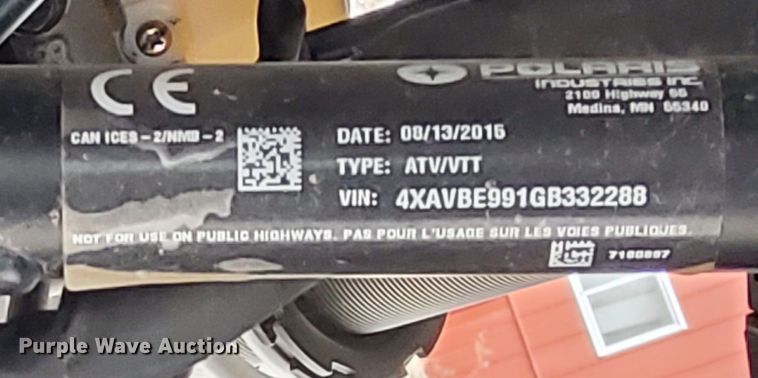 CE
POLARIS
INDUSTRIES INC.
2100 Highway 55
Medina, MN 55340
CAN ICES-2/NMB-2
DATE: 08/13/2015
TYPE: ATV/VTT
VIN: 4XAVBE991GB332288
NOT FOR USE ON PUBLIC HIGHWAYS. PAS POUR L'USAGE SUR LES VOIES PUBLIQUES.
Purple Wave Auction